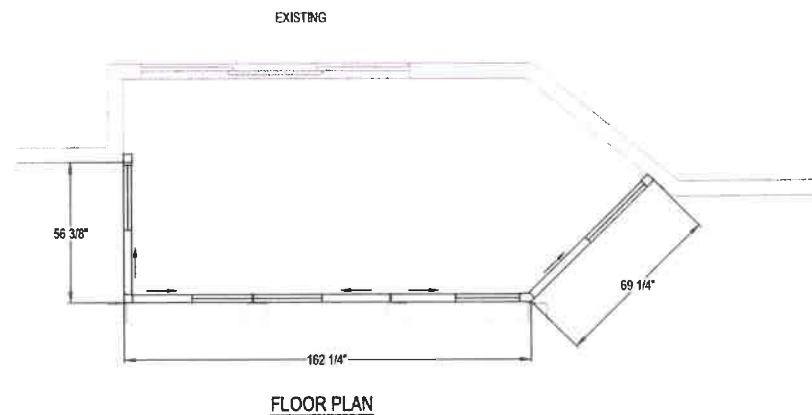 EXISTING
56 3/8"
69 1/4"
162 1/4"
FLOOR PLAN